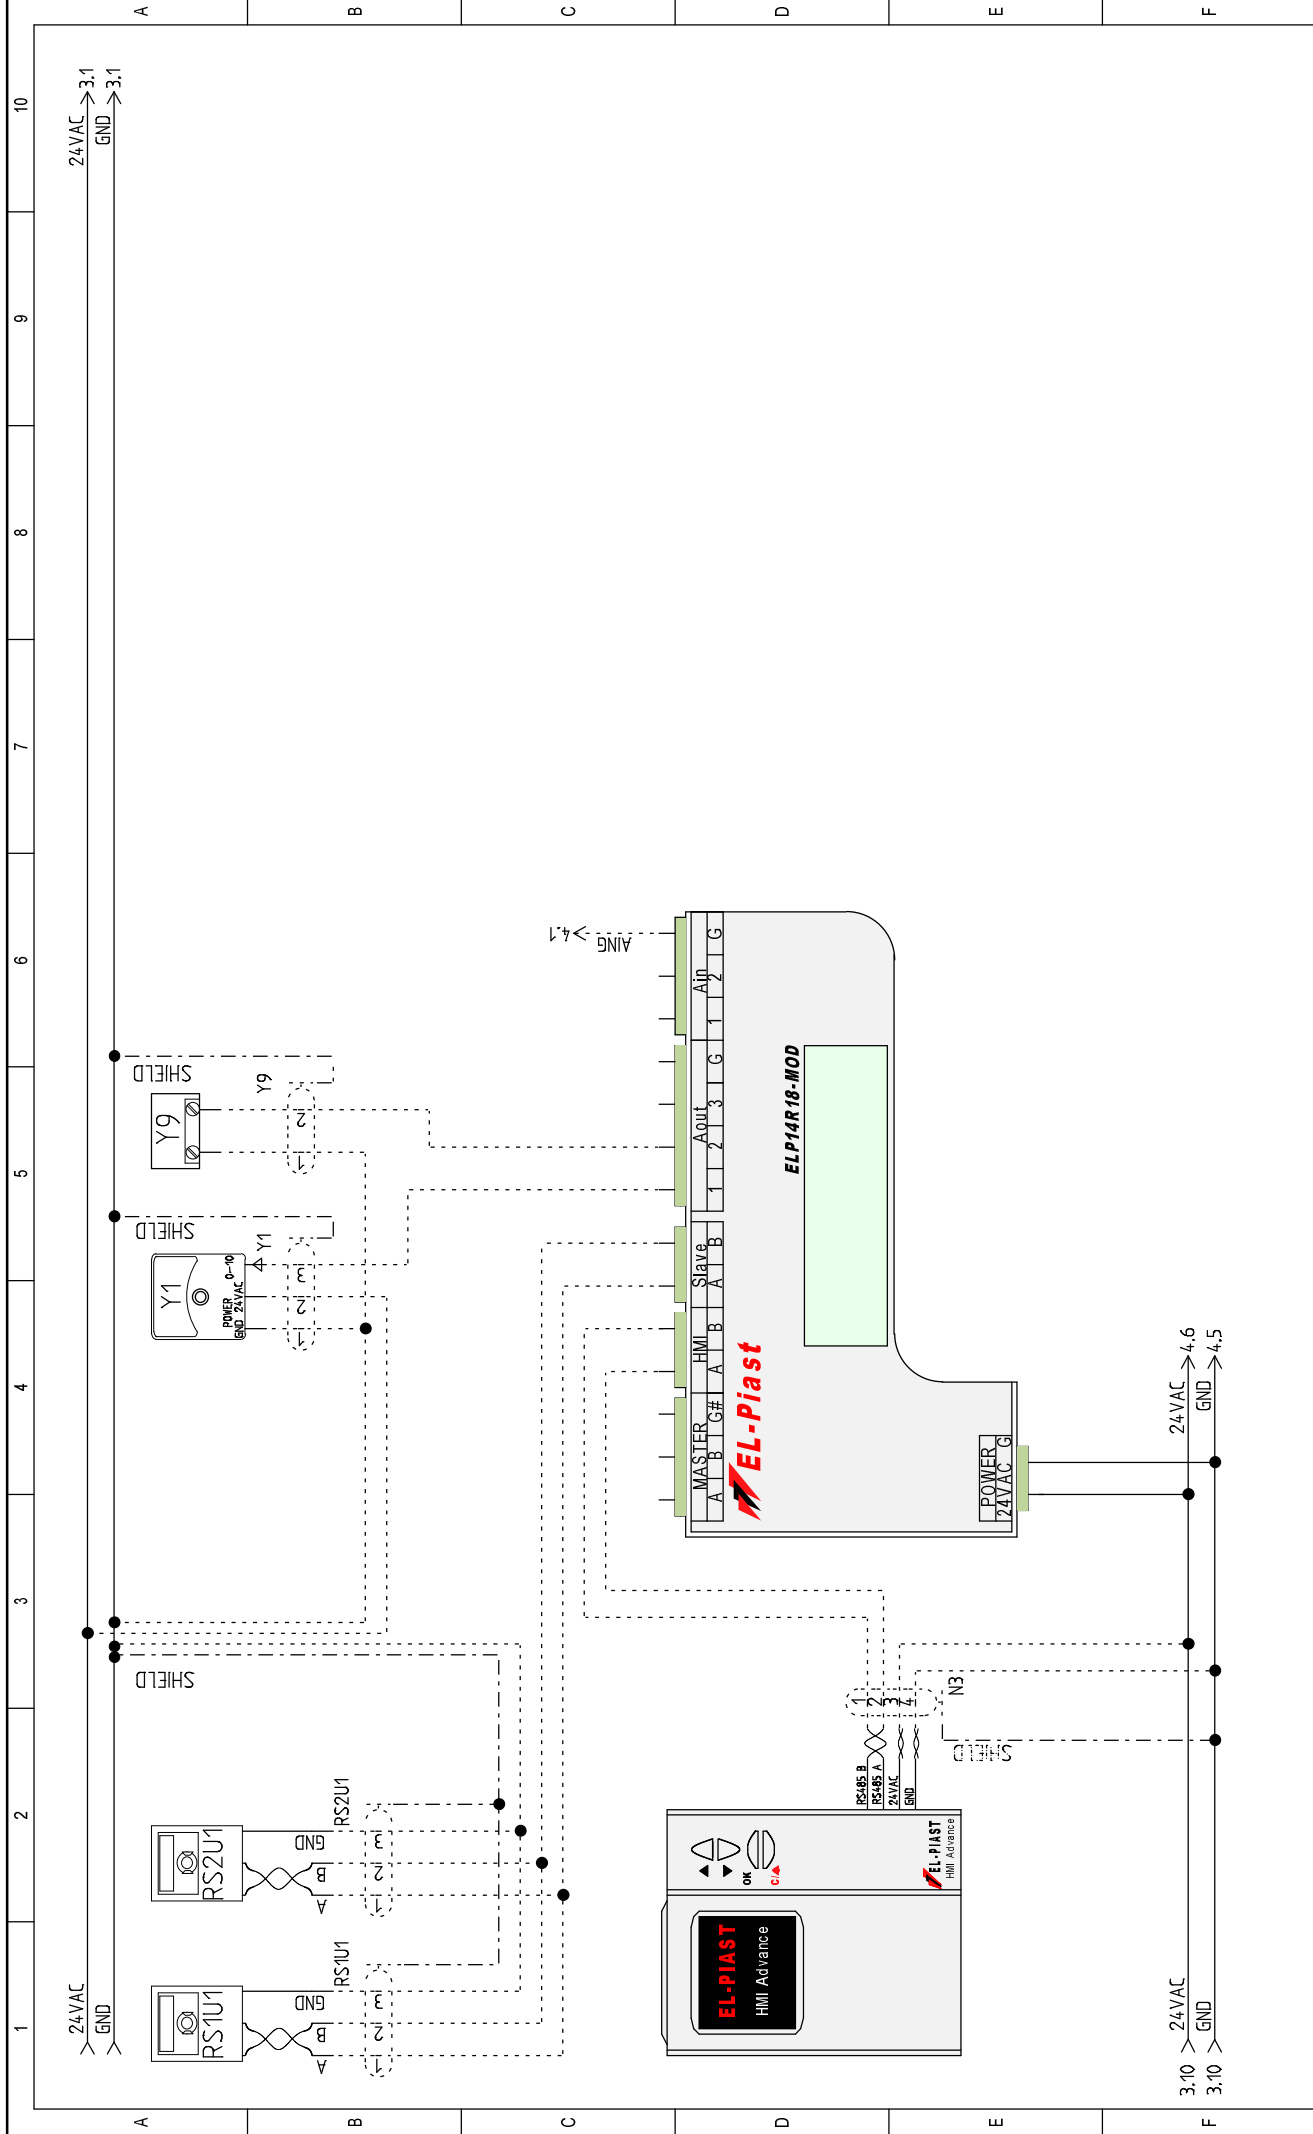 1 2 3 4 5 6 7 8 9 10
A
A
24VAC
24VAC
3.1
GND
GND
3.1
RS1U1
RS2U1
SHIELD
Y1
POWER
GND 24VAC 0-10
SHIELD
Y9
SHIELD
B
B
A B GND
RS1U1
1 2 3
A B GND
RS2U1
1 2 3
Y1
1 2 3
Y9
1 2
C
C
4.1
AING
D
D
MASTER HMI Slave Aout Ain
A B G# A B A B 1 2 3 G 1 2 G
EL-Piast
ELP14R18-MOD
EL-PIAST
HMI Advance
OK
C/
RS485 B
RS485 A
24VAC
GND
1
2
3
4
N3
SHIELD
EL-PIAST
HMI Advance
E
E
POWER
24VAC G
F
F
3.10
24VAC
24VAC
4.6
3.10
GND
GND
4.5